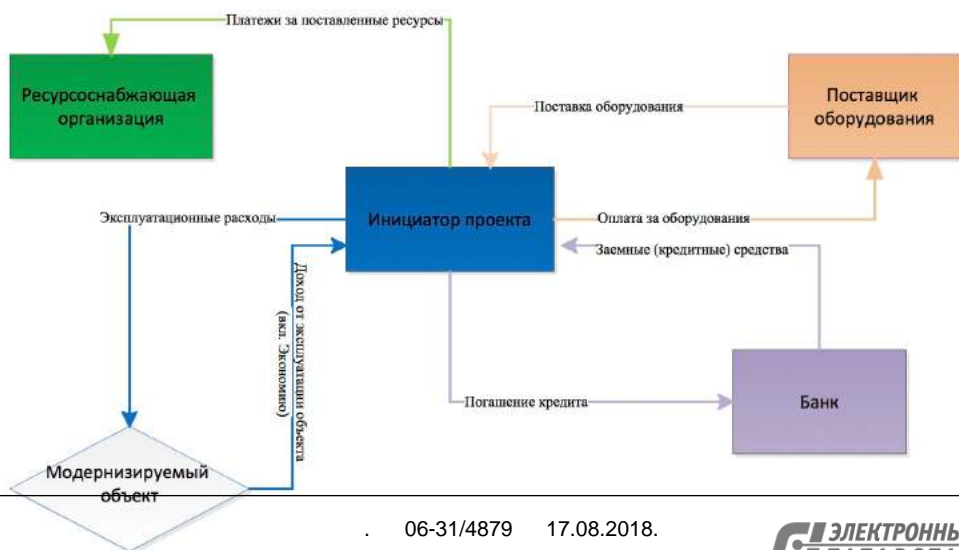 Платежи за поставленные ресурсы
Ресурсоснабжающая
организация
Поставщик
оборудования
Поставка оборудования
Эксплуатационные расходы
Инициатор проекта
Оплата за оборудования
Заемные (кредитные) средства
Доход от эксплуатации объекта
(вкл. Экономию)
Погашение кредита
Банк
Модернизируемый
объект
. 06-31/4879 17.08.2018.